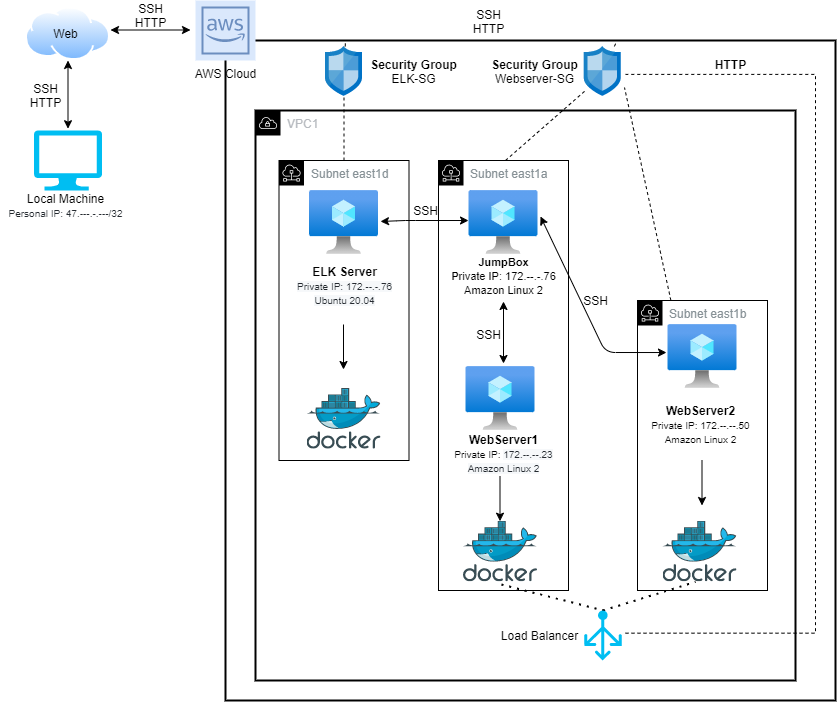 SSH
HTTP
Web
aws
AWS Cloud
SSH
HTTP
SSH
HTTP
Local Machine
Personal IP: 47.---.-.---/32
Security Group
ELK-SG
Security Group
Webserver-SG
HTTP
VPC1
Subnet east1d
ELK Server
Private IP: 172.--.-.76
Ubuntu 20.04
docker
SSH
Subnet east1a
JumpBox
Private IP: 172.--.-.76
Amazon Linux 2
SSH
WebServer1
Private IP: 172.--.--.23
Amazon Linux 2
docker
SSH
Subnet east1b
WebServer2
Private IP: 172.--.--.50
Amazon Linux 2
docker
Load Balancer